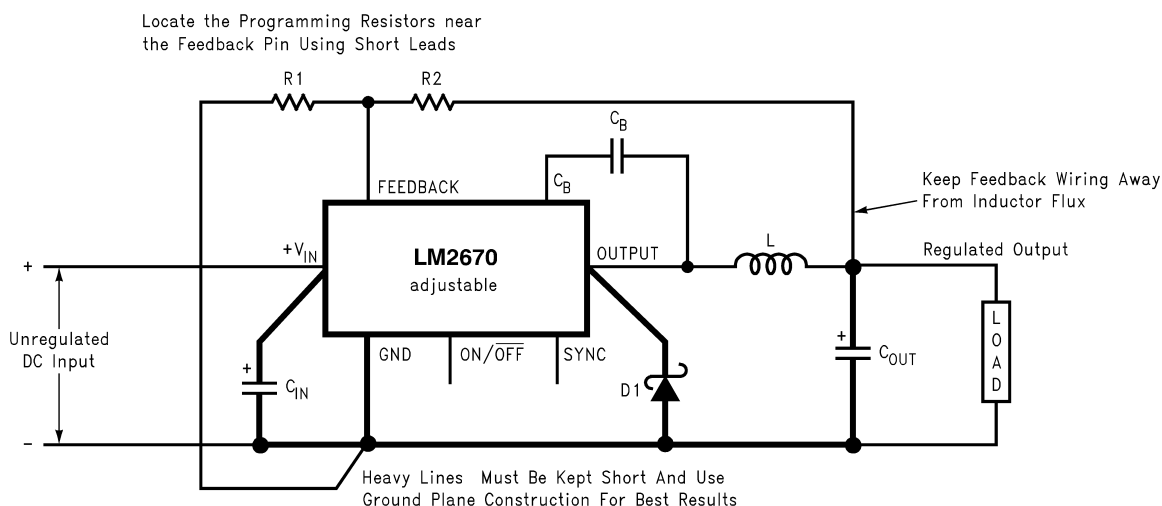 Locate the Programming Resistors near
the Feedback Pin Using Short Leads
R1
R2
C_B
FEEDBACK
C_B
Keep Feedback Wiring Away
From Inductor Flux
+V_IN
LM2670
adjustable
OUTPUT
L
Regulated Output
+
Unregulated
DC Input
−
+
C_IN
GND
ON/O̅F̅F̅
SYNC
D1
+
C_OUT
LOAD
Heavy Lines Must Be Kept Short And Use
Ground Plane Construction For Best Results